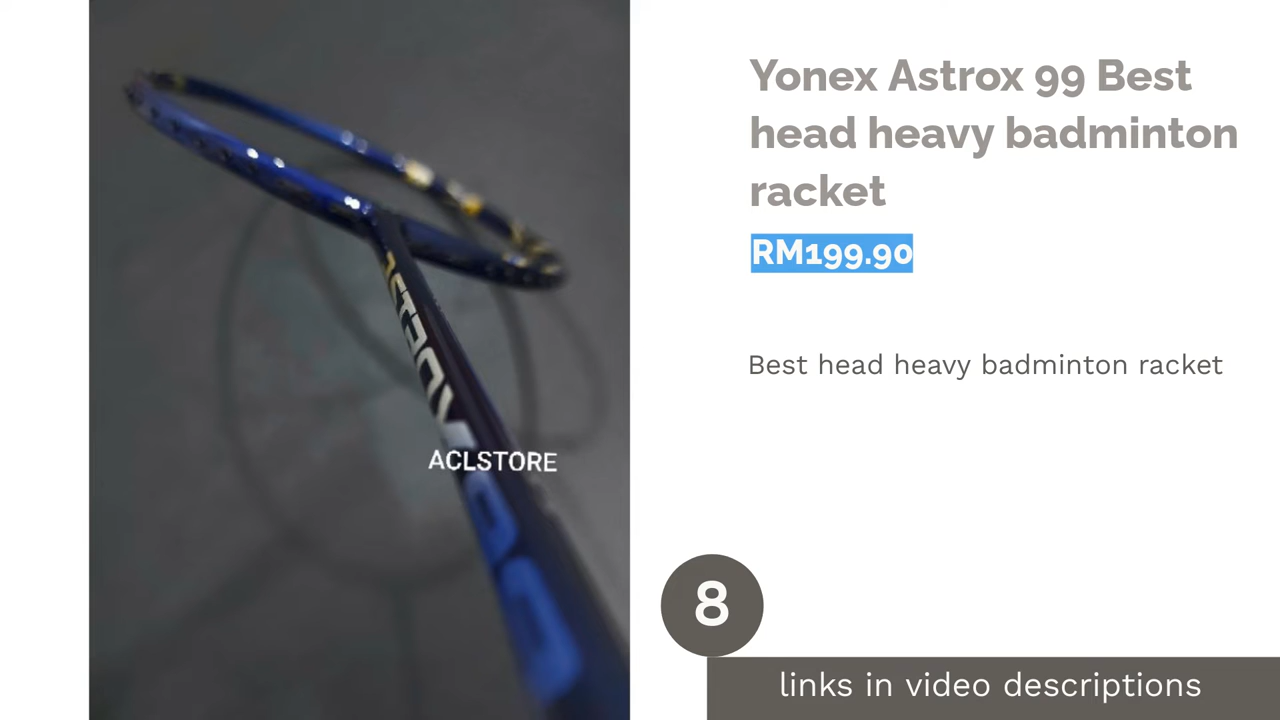 Yonex Astrox 99 Best
head heavy badminton
racket
RM199.90
Best head heavy badminton racket
ACLSTORE
8
links in video descriptions